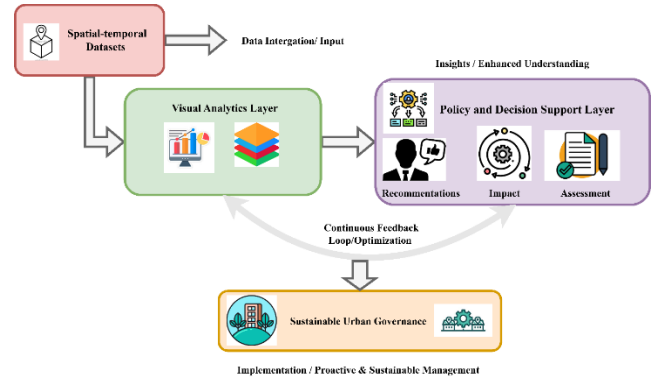 Spatial-temporal
Datasets
Data Intergation/ Input
Insights / Enhanced Understanding
Visual Analytics Layer
Policy and Decision Support Layer
Recommentations
Impact
Assessment
Continuous Feedback
Loop/Optimization
Sustainable Urban Governance
Implementation / Proactive & Sustainable Management